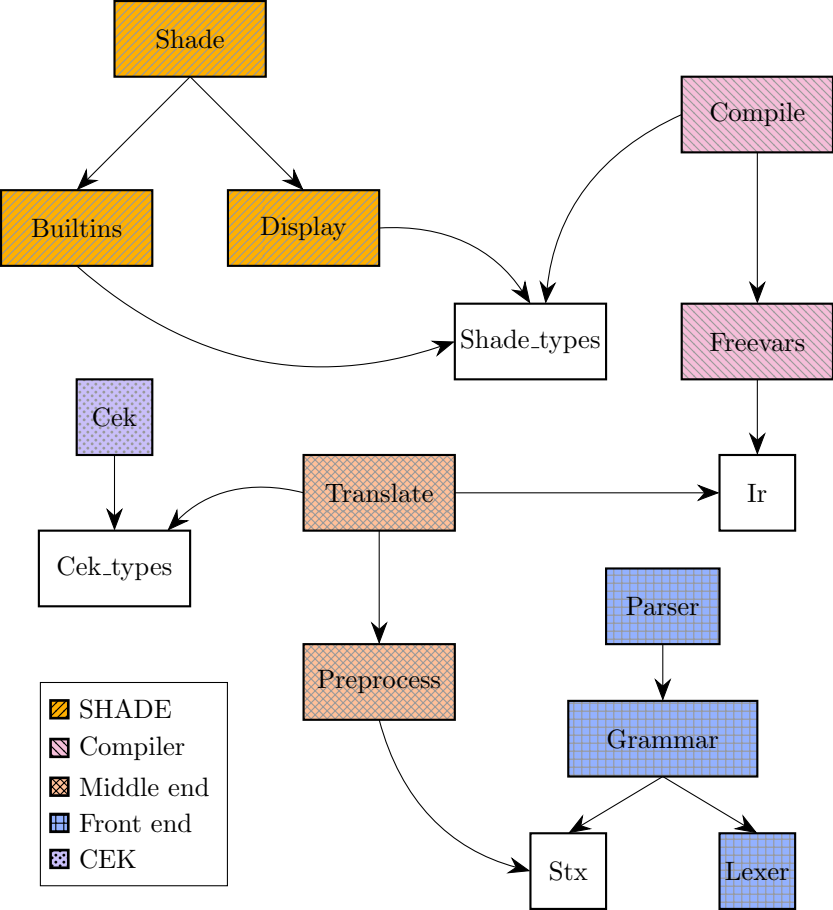 Shade
Compile
Builtins
Display
Shade_types
Freevars
Cek
Translate
Ir
Cek_types
Parser
Preprocess
Grammar
Stx
Lexer
SHADE
Compiler
Middle end
Front end
CEK